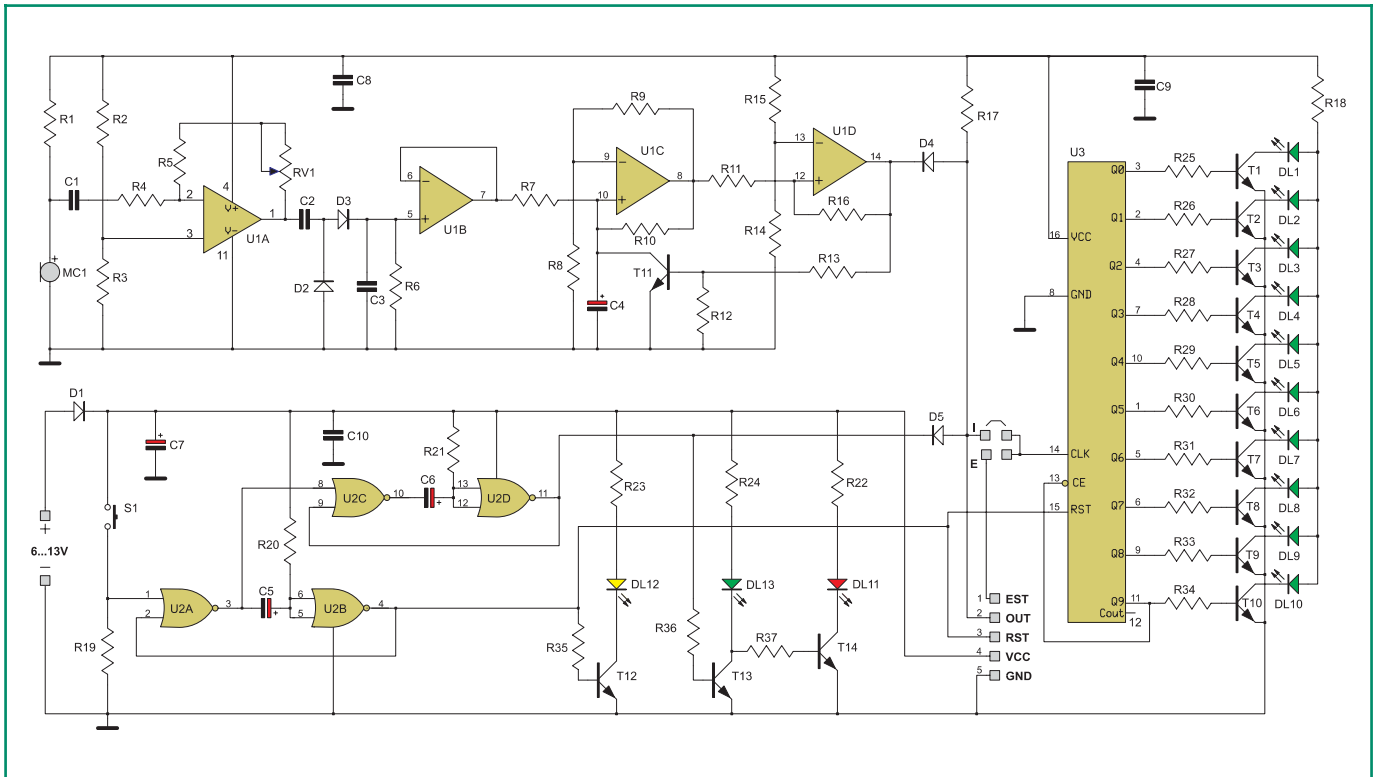 C8
C9
R1
R2
R9
R15
R17
R18
U1D
D4
U3
R5
RV1
U1C
13
−
14
12
+
R25
Q0
3
T1
DL1
C1
R4
4
V+
V−
2
3
1
11
U1A
C2
D3
6
−
7
5
+
U1B
R7
9
−
8
10
+
R11
R16
R10
R14
R26
Q1
2
T2
DL2
16
VCC
R27
Q2
4
T3
DL3
+
MC1
R3
D2
C3
R6
R8
T11
R13
+
C4
R12
8
GND
R28
Q3
7
T4
DL4
R29
Q4
10
T5
DL5
D1
+
C7
C10
R21
D5
I
E
R30
Q5
1
T6
DL6
14
CLK
R31
Q6
5
T7
DL7
13
CE
15
RST
R32
Q7
6
T8
DL8
R33
Q8
9
T9
DL9
R34
Q9
11
T10
DL10
Cout
12
8
9
U2C
10
C6
+
13
12
U2D
11
R23
R24
R22
S1
+
6...13V
−
R20
1
2
U2A
3
C5
+
6
5
U2B
4
DL12
DL13
DL11
R19
R35
R36
R37
T12
T13
T14
1 EST
2 OUT
3 RST
4 VCC
5 GND